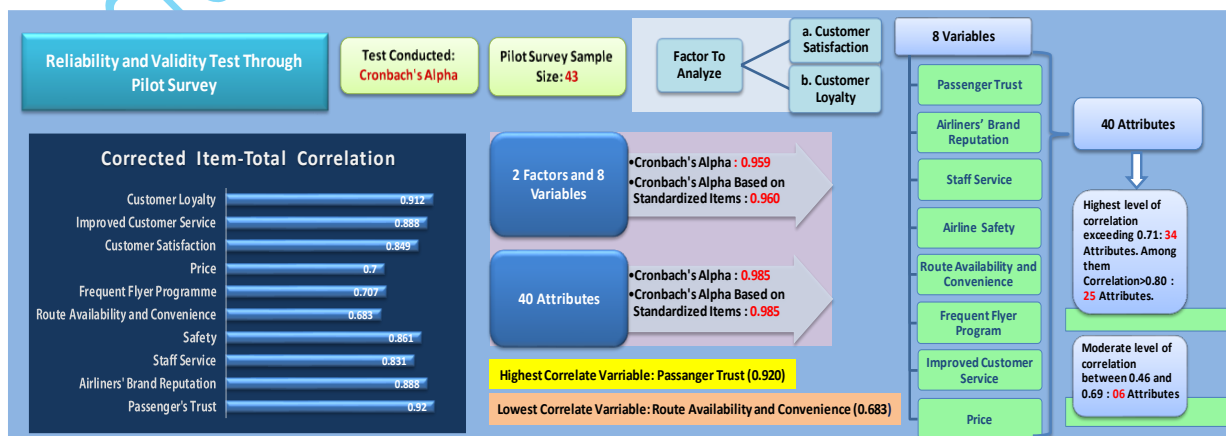 Reliability and Validity Test Through
Pilot Survey
Test Conducted:
Cronbach's Alpha
Pilot Survey Sample
Size: 43
Factor To
Analyze
a. Customer
Satisfaction
b. Customer
Loyalty
8 Variables
Passenger Trust
Airliners' Brand
Reputation
Staff Service
Airline Safety
Route Availability and
Convenience
Frequent Flyer
Program
Improved Customer
Service
Price
40 Attributes
Highest level of
correlation
exceeding 0.71: 34
Attributes. Among
them
Correlation>0.80 :
25 Attributes.
Moderate level of
correlation
between 0.46 and
0.69 : 06 Attributes
Corrected Item-Total Correlation
Customer Loyalty 0.912
Improved Customer Service 0.888
Customer Satisfaction 0.849
Price 0.7
Frequent Flyer Programme 0.707
Route Availability and Convenience 0.683
Safety 0.861
Staff Service 0.831
Airliners' Brand Reputation 0.888
Passenger's Trust 0.92
2 Factors and 8
Variables
•Cronbach's Alpha : 0.959
•Cronbach's Alpha Based on
Standardized Items : 0.960
40 Attributes
•Cronbach's Alpha : 0.985
•Cronbach's Alpha Based on
Standardized Items : 0.985
Highest Correlate Varriable: Passanger Trust (0.920)
Lowest Correlate Varriable: Route Availability and Convenience (0.683)